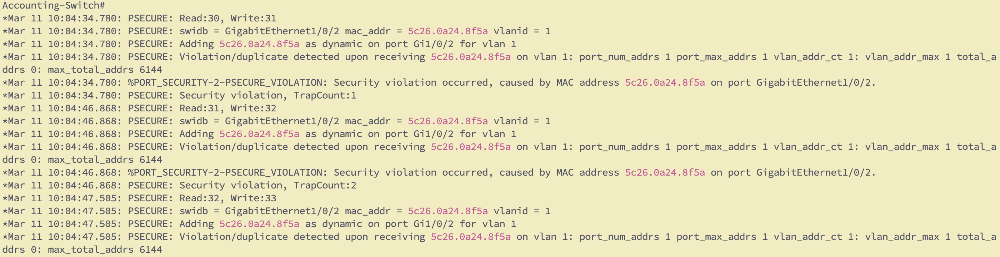 Accounting-Switch#
*Mar 11 10:04:34.780: PSECURE: Read:30, Write:31
*Mar 11 10:04:34.780: PSECURE: swidb = GigabitEthernet1/0/2 mac_addr = 5c26.0a24.8f5a vlanid = 1
*Mar 11 10:04:34.780: PSECURE: Adding 5c26.0a24.8f5a as dynamic on port Gi1/0/2 for vlan 1
*Mar 11 10:04:34.780: PSECURE: Violation/duplicate detected upon receiving 5c26.0a24.8f5a on vlan 1: port_num_addrs 1 port_max_addrs 1 vlan_addr_ct 1: vlan_addr_max 1 total_a
ddrs 0: max_total_addrs 6144
*Mar 11 10:04:34.780: %PORT_SECURITY-2-PSECURE_VIOLATION: Security violation occurred, caused by MAC address 5c26.0a24.8f5a on port GigabitEthernet1/0/2.
*Mar 11 10:04:34.780: PSECURE: Security violation, TrapCount:1
*Mar 11 10:04:46.868: PSECURE: Read:31, Write:32
*Mar 11 10:04:46.868: PSECURE: swidb = GigabitEthernet1/0/2 mac_addr = 5c26.0a24.8f5a vlanid = 1
*Mar 11 10:04:46.868: PSECURE: Adding 5c26.0a24.8f5a as dynamic on port Gi1/0/2 for vlan 1
*Mar 11 10:04:46.868: PSECURE: Violation/duplicate detected upon receiving 5c26.0a24.8f5a on vlan 1: port_num_addrs 1 port_max_addrs 1 vlan_addr_ct 1: vlan_addr_max 1 total_a
ddrs 0: max_total_addrs 6144
*Mar 11 10:04:46.868: %PORT_SECURITY-2-PSECURE_VIOLATION: Security violation occurred, caused by MAC address 5c26.0a24.8f5a on port GigabitEthernet1/0/2.
*Mar 11 10:04:46.868: PSECURE: Security violation, TrapCount:2
*Mar 11 10:04:47.505: PSECURE: Read:32, Write:33
*Mar 11 10:04:47.505: PSECURE: swidb = GigabitEthernet1/0/2 mac_addr = 5c26.0a24.8f5a vlanid = 1
*Mar 11 10:04:47.505: PSECURE: Adding 5c26.0a24.8f5a as dynamic on port Gi1/0/2 for vlan 1
*Mar 11 10:04:47.505: PSECURE: Violation/duplicate detected upon receiving 5c26.0a24.8f5a on vlan 1: port_num_addrs 1 port_max_addrs 1 vlan_addr_ct 1: vlan_addr_max 1 total_a
ddrs 0: max_total_addrs 6144